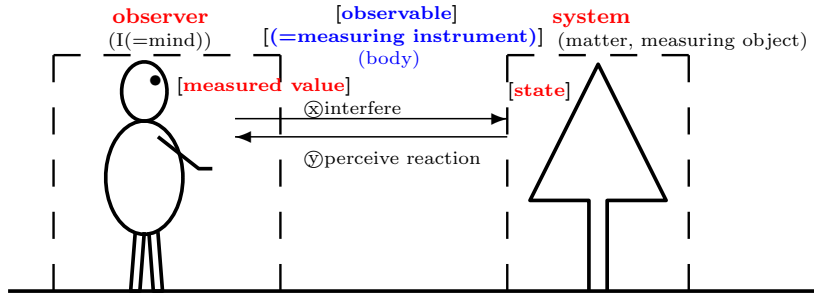 observer
(I(=mind))
[observable]
[(=measuring instrument)]
(body)
system
(matter, measuring object)
[measured value]
[state]
ⓧinterfere
ⓨperceive reaction